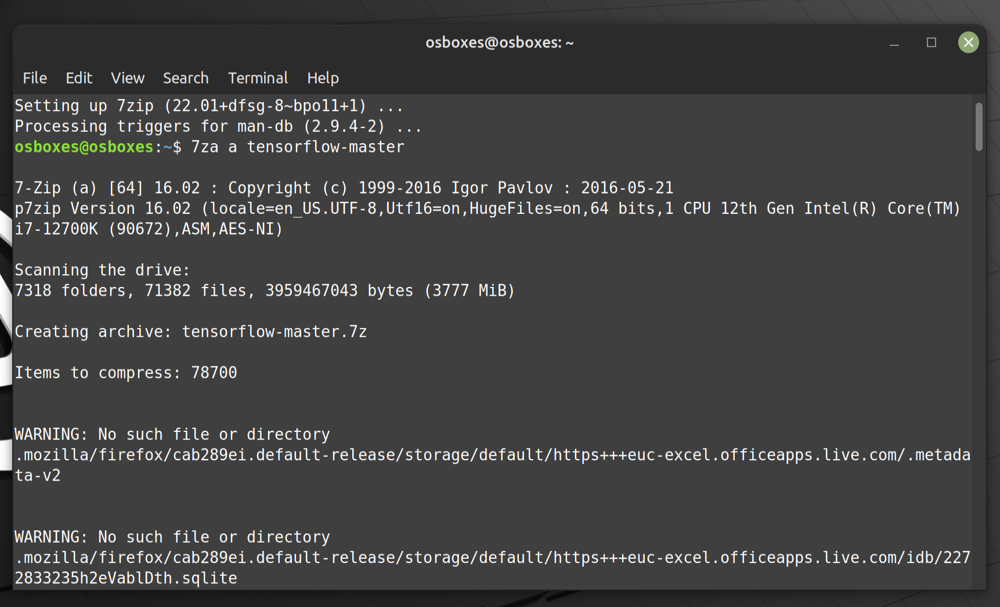 osboxes@osboxes: ~
File Edit View Search Terminal Help
Setting up 7zip (22.01+dfsg-8~bpo11+1) ...
Processing triggers for man-db (2.9.4-2) ...
osboxes@osboxes:~$ 7za a tensorflow-master
7-Zip (a) [64] 16.02 : Copyright (c) 1999-2016 Igor Pavlov : 2016-05-21
p7zip Version 16.02 (locale=en_US.UTF-8,Utf16=on,HugeFiles=on,64 bits,1 CPU 12th Gen Intel(R) Core(TM)
i7-12700K (90672),ASM,AES-NI)
Scanning the drive:
7318 folders, 71382 files, 3959467043 bytes (3777 MiB)
Creating archive: tensorflow-master.7z
Items to compress: 78700
WARNING: No such file or directory
.mozilla/firefox/cab289ei.default-release/storage/default/https+++euc-excel.officeapps.live.com/.metada
ta-v2
WARNING: No such file or directory
.mozilla/firefox/cab289ei.default-release/storage/default/https+++euc-excel.officeapps.live.com/idb/227
2833235h2eVablDth.sqlite